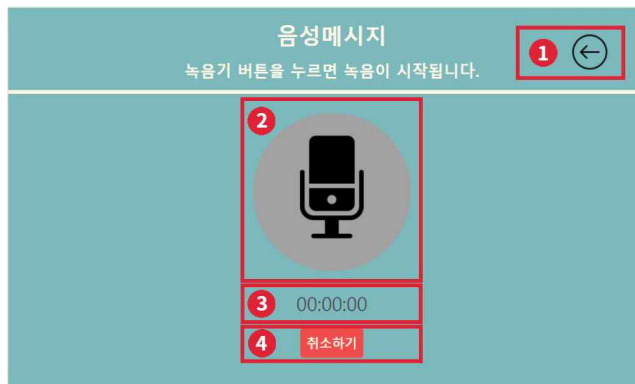 음성메시지
녹음기 버튼을 누르면 녹음이 시작됩니다.
1
2
3 00:00:00
4 취소하기